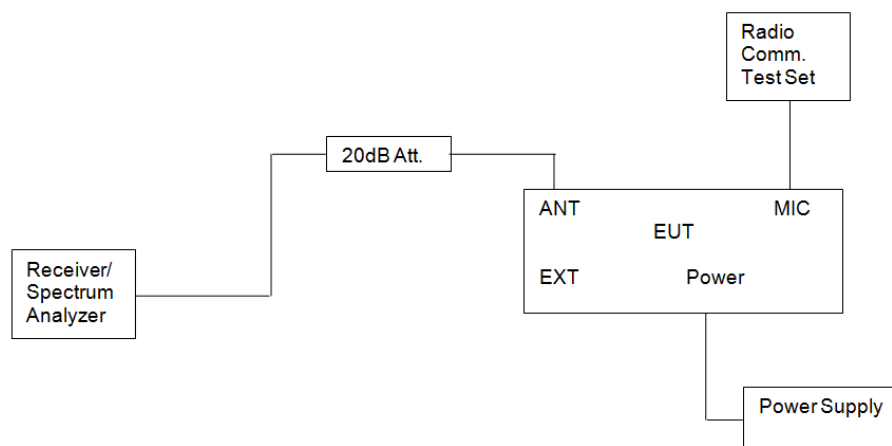 Radio
Comm.
Test Set
20dB Att.
ANT
MIC
EUT
EXT
Power
Receiver/
Spectrum
Analyzer
Power Supply